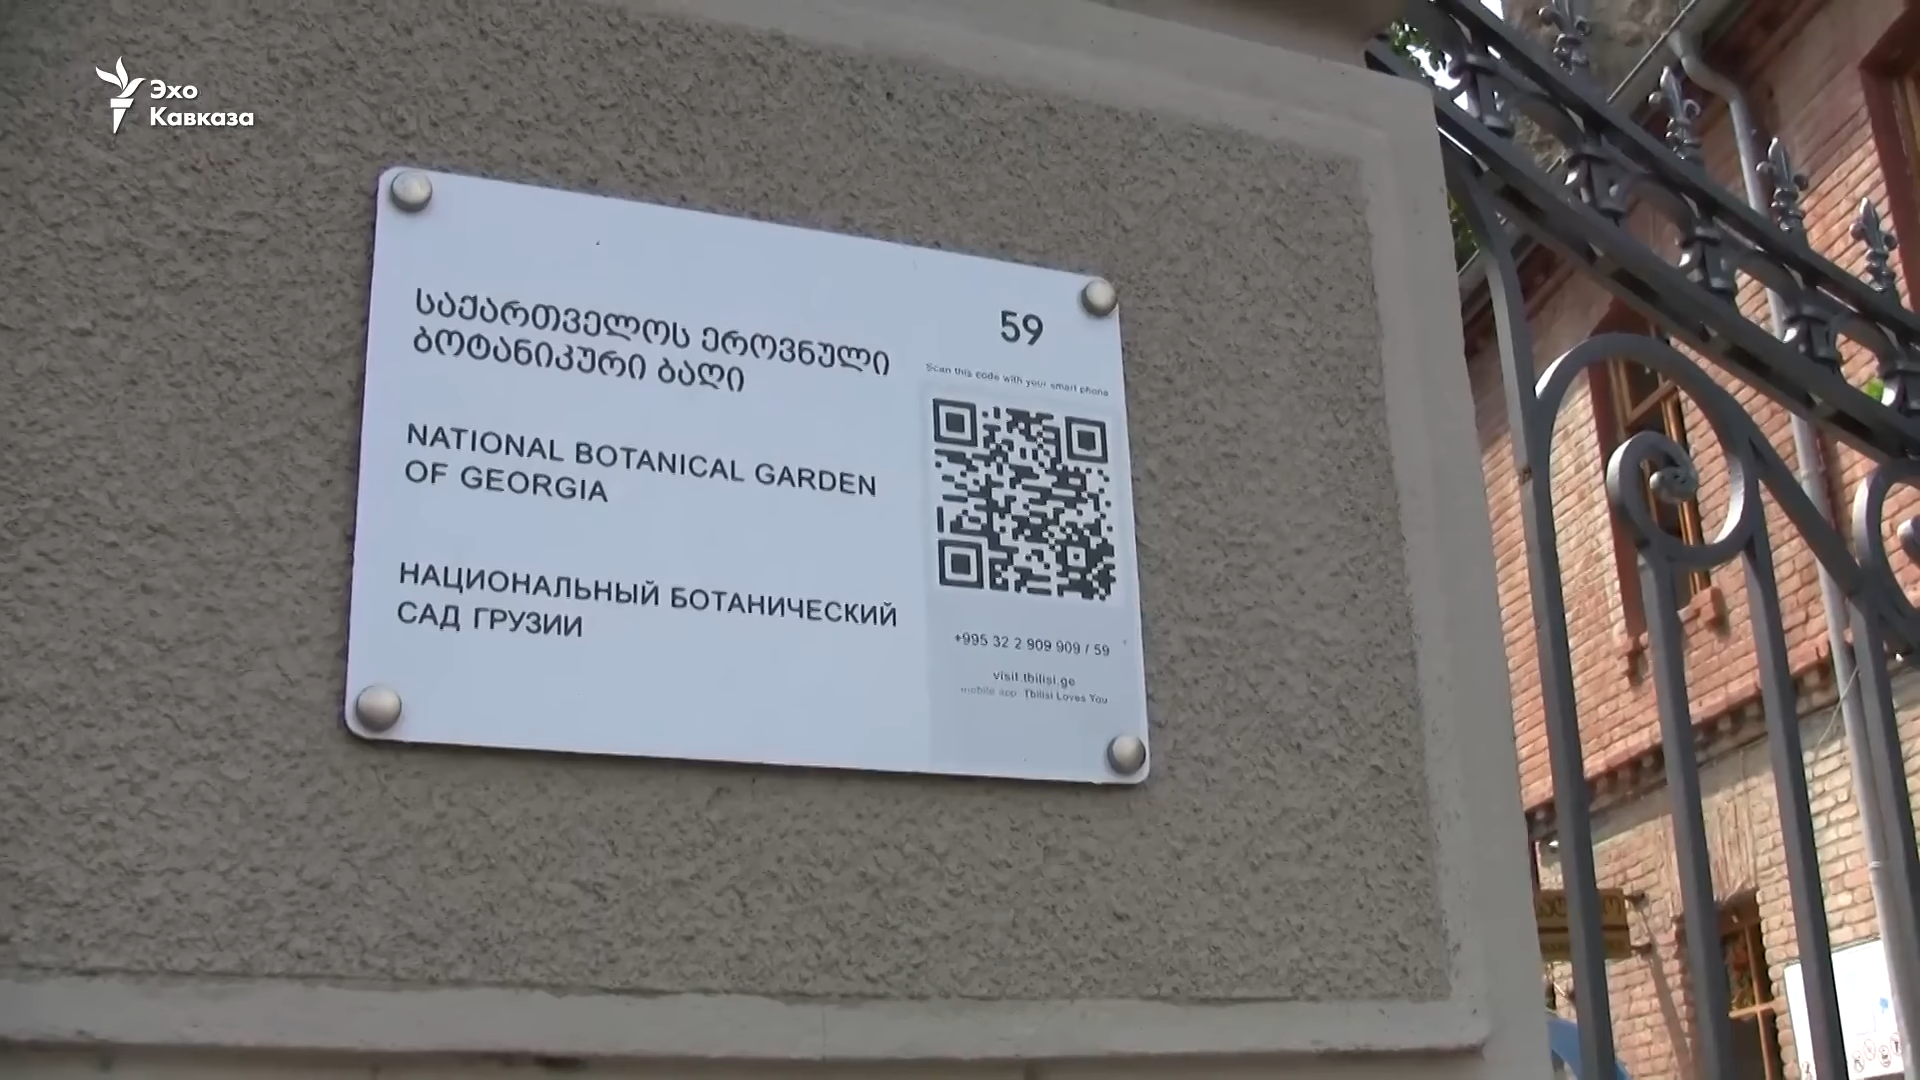 Эхо
Кавказа
საქართველოს ეროვნული
ბოტანიკური ბაღი
NATIONAL BOTANICAL GARDEN
OF GEORGIA
НАЦИОНАЛЬНЫЙ БОТАНИЧЕСКИЙ
САД ГРУЗИИ
59
Scan this code with your smart phone
+995 32 2 909 909 / 59
visit.tbilisi.ge
mobile app: Tbilisi Loves You